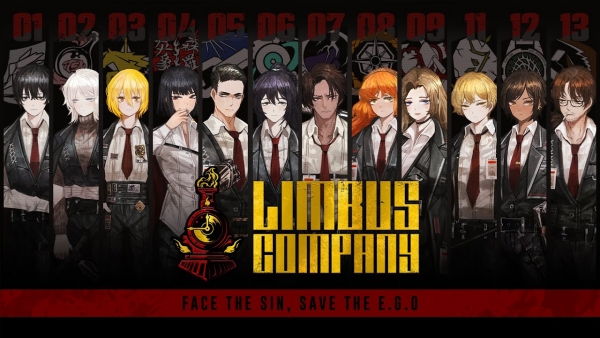 01 02 03 04 05 06 07 08 09 11 12 13
LIMBUS
COMPANY
FACE THE SIN, SAVE THE E.G.O